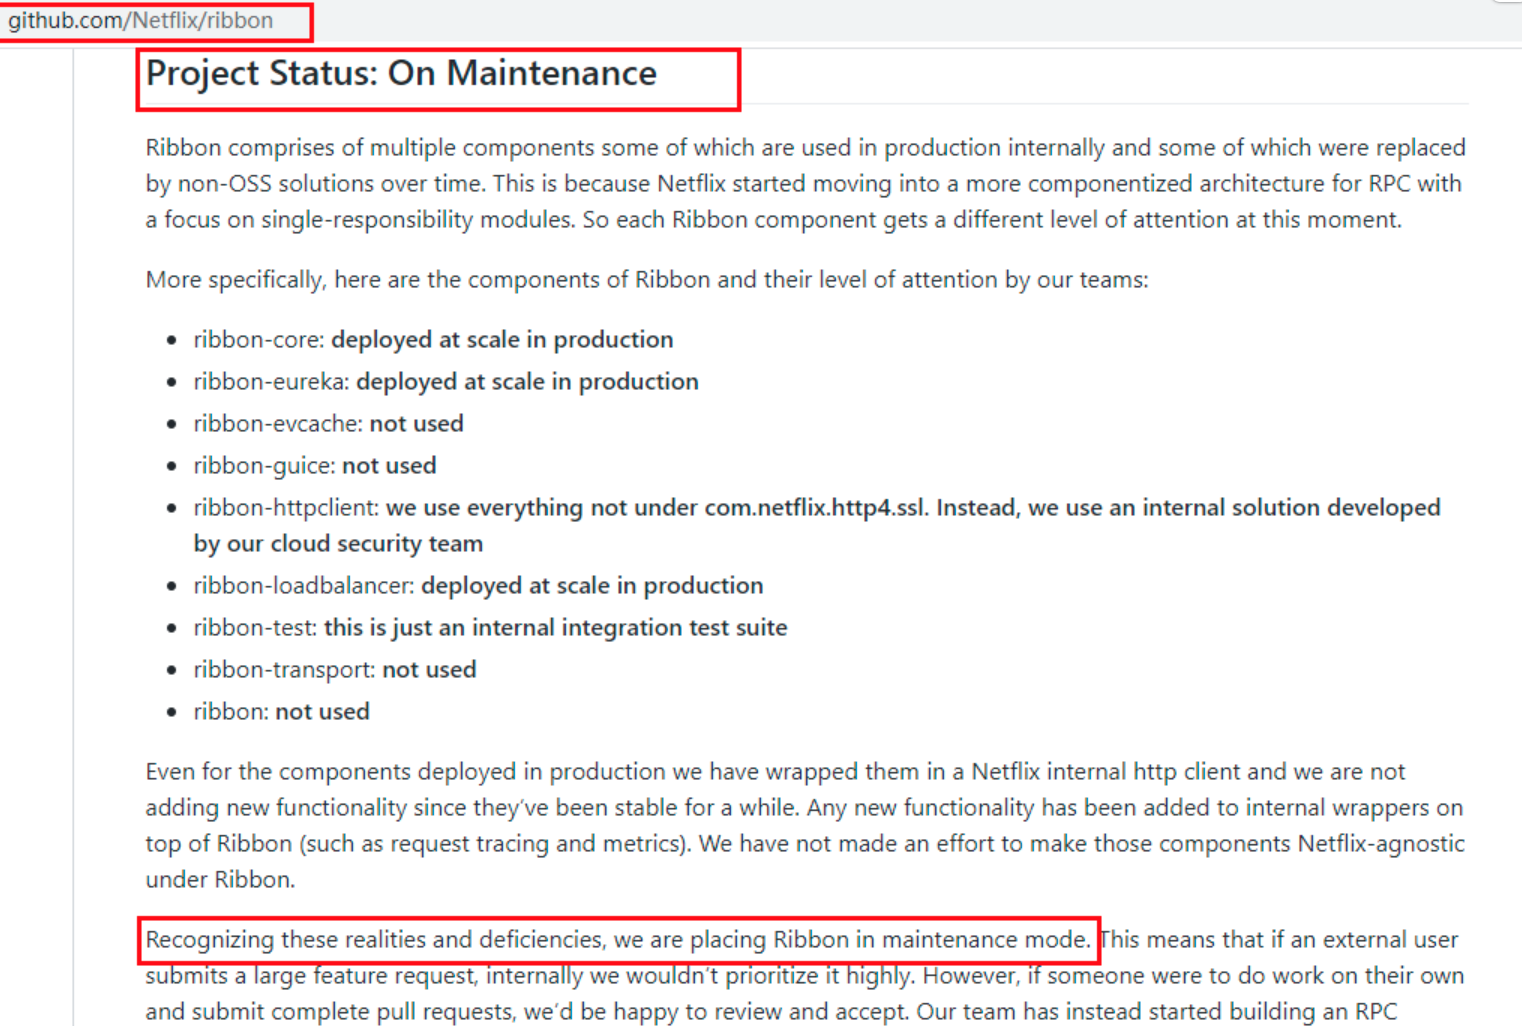 github.com/Netflix/ribbon
Project Status: On Maintenance
Ribbon comprises of multiple components some of which are used in production internally and some of which were replaced
by non-OSS solutions over time. This is because Netflix started moving into a more componentized architecture for RPC with
a focus on single-responsibility modules. So each Ribbon component gets a different level of attention at this moment.
More specifically, here are the components of Ribbon and their level of attention by our teams:
• ribbon-core: deployed at scale in production
• ribbon-eureka: deployed at scale in production
• ribbon-evcache: not used
• ribbon-guice: not used
• ribbon-httpclient: we use everything not under com.netflix.http4.ssl. Instead, we use an internal solution developed
by our cloud security team
• ribbon-loadbalancer: deployed at scale in production
• ribbon-test: this is just an internal integration test suite
• ribbon-transport: not used
• ribbon: not used
Even for the components deployed in production we have wrapped them in a Netflix internal http client and we are not
adding new functionality since they’ve been stable for a while. Any new functionality has been added to internal wrappers on
top of Ribbon (such as request tracing and metrics). We have not made an effort to make those components Netflix-agnostic
under Ribbon.
Recognizing these realities and deficiencies, we are placing Ribbon in maintenance mode. This means that if an external user
submits a large feature request, internally we wouldn’t prioritize it highly. However, if someone were to do work on their own
and submit complete pull requests, we’d be happy to review and accept. Our team has instead started building an RPC